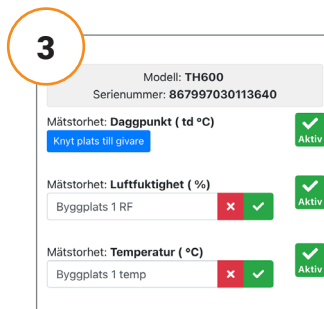 3
Modell: TH600
Serienummer: 867997030113640
Mätstorhet: Daggpunkt ( td °C)
Knyt plats till givare
Aktiv
Mätstorhet: Luftfuktighet ( %)
Byggplats 1 RF
Aktiv
Mätstorhet: Temperatur ( °C)
Byggplats 1 temp
Aktiv